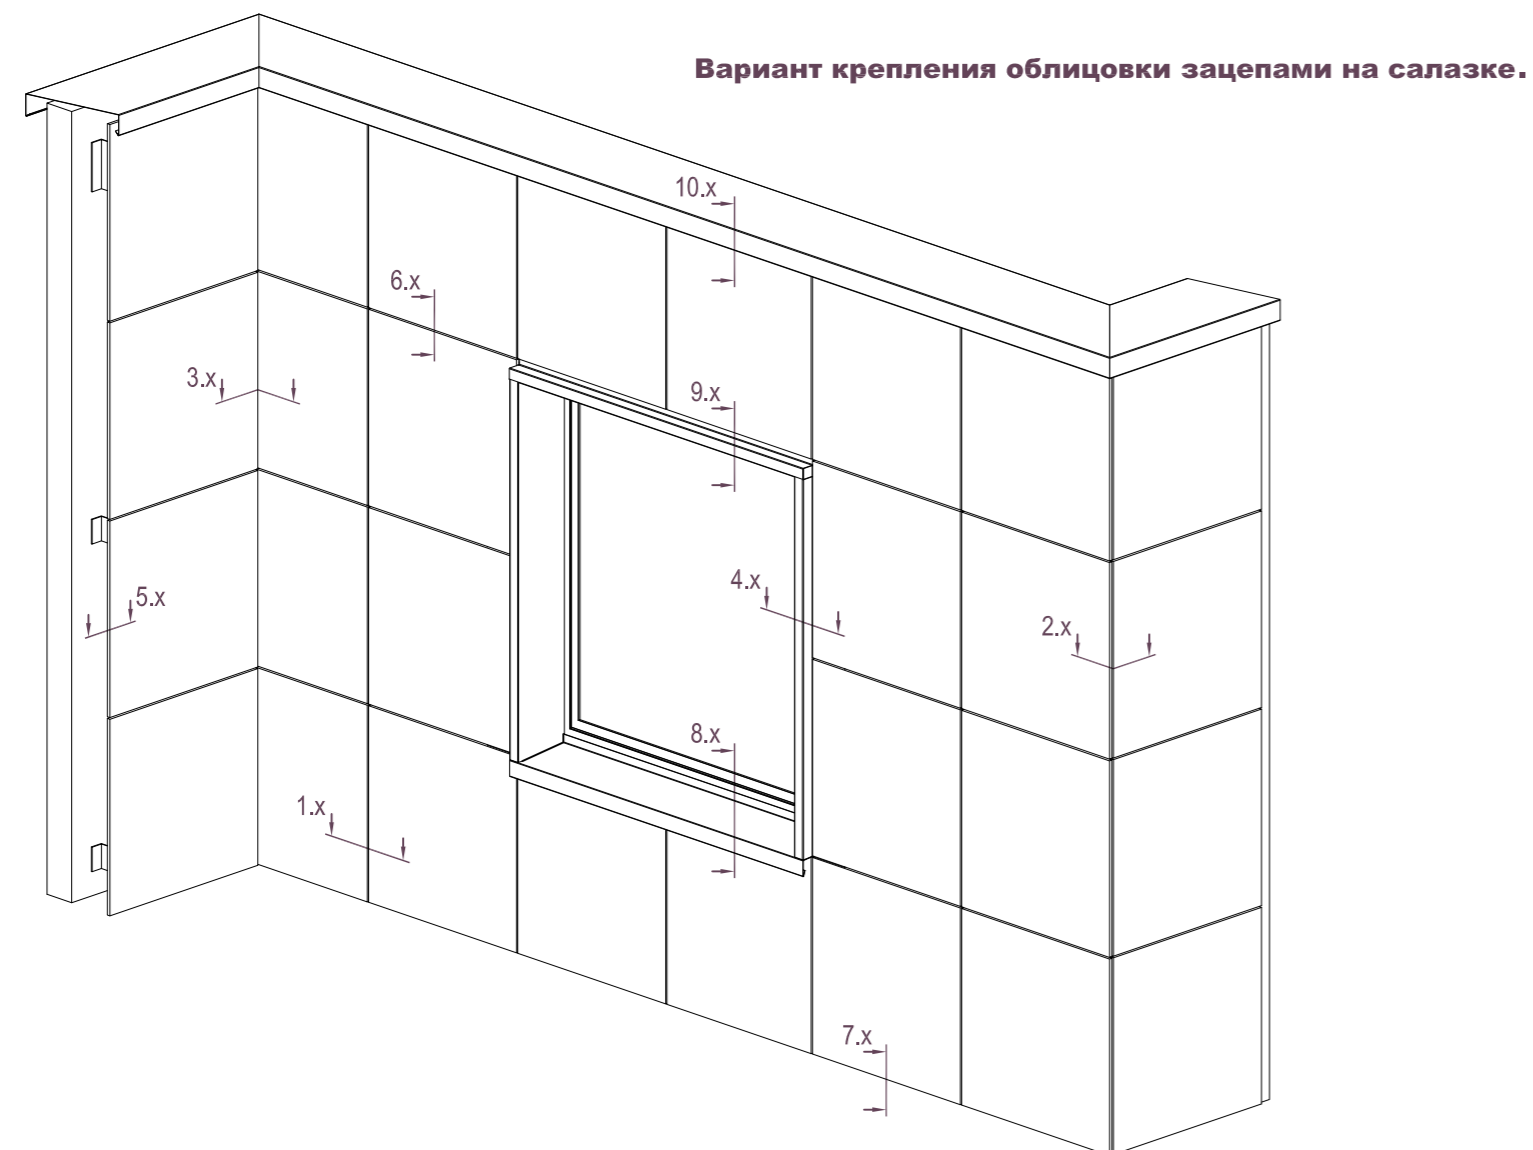 Вариант крепления облицовки зацепами на салазке.
10.x
6.x
3.x
9.x
5.x
4.x
2.x
8.x
1.x
7.x